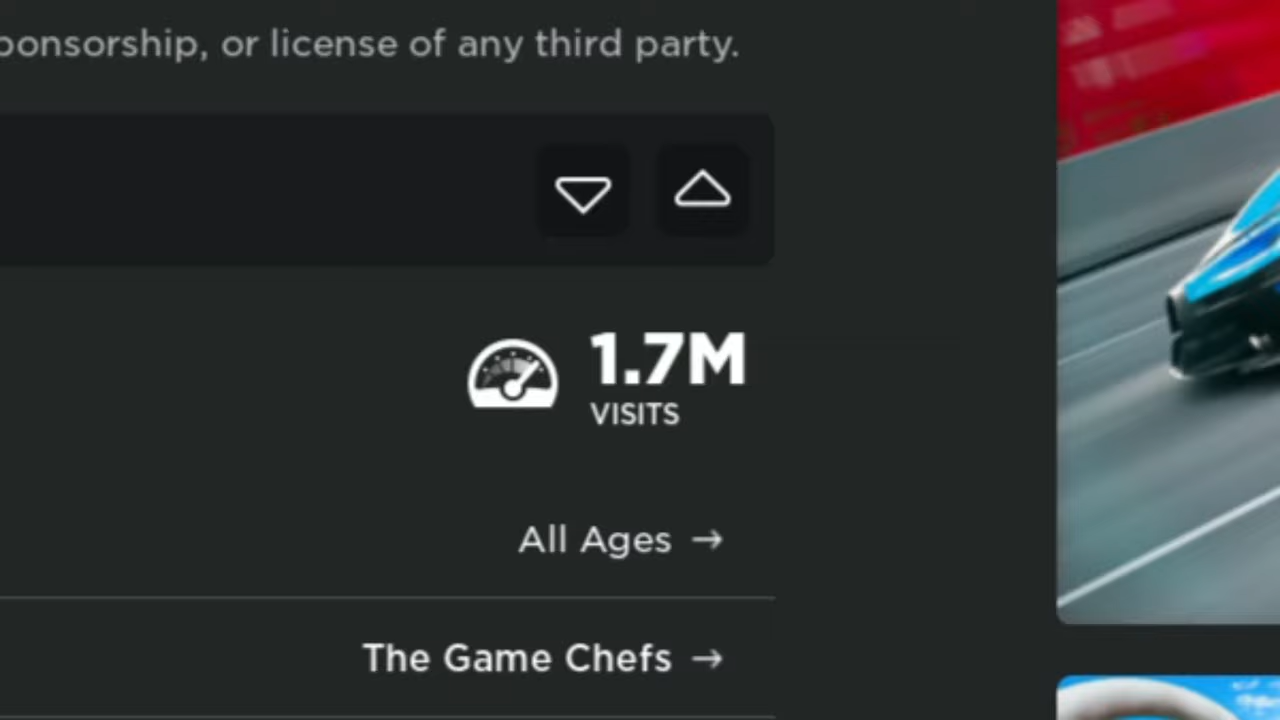 ponsorship, or license of any third party.
1.7M
VISITS
All Ages →
The Game Chefs →